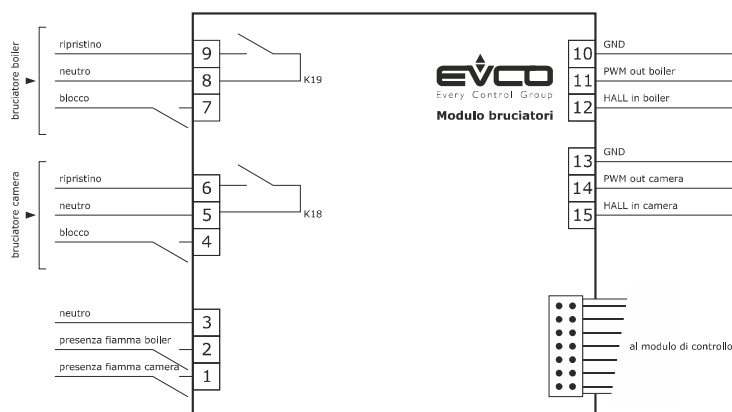 bruciatore boiler
ripristino
9
neutro
8
K19
blocco
7
bruciatore camera
ripristino
6
neutro
5
K18
blocco
4
neutro
3
presenza fiamma boiler
2
presenza fiamma camera
1
EVCO
Every Control Group
Modulo bruciatori
10
GND
11
PWM out boiler
12
HALL in boiler
13
GND
14
PWM out camera
15
HALL in camera
al modulo di controllo